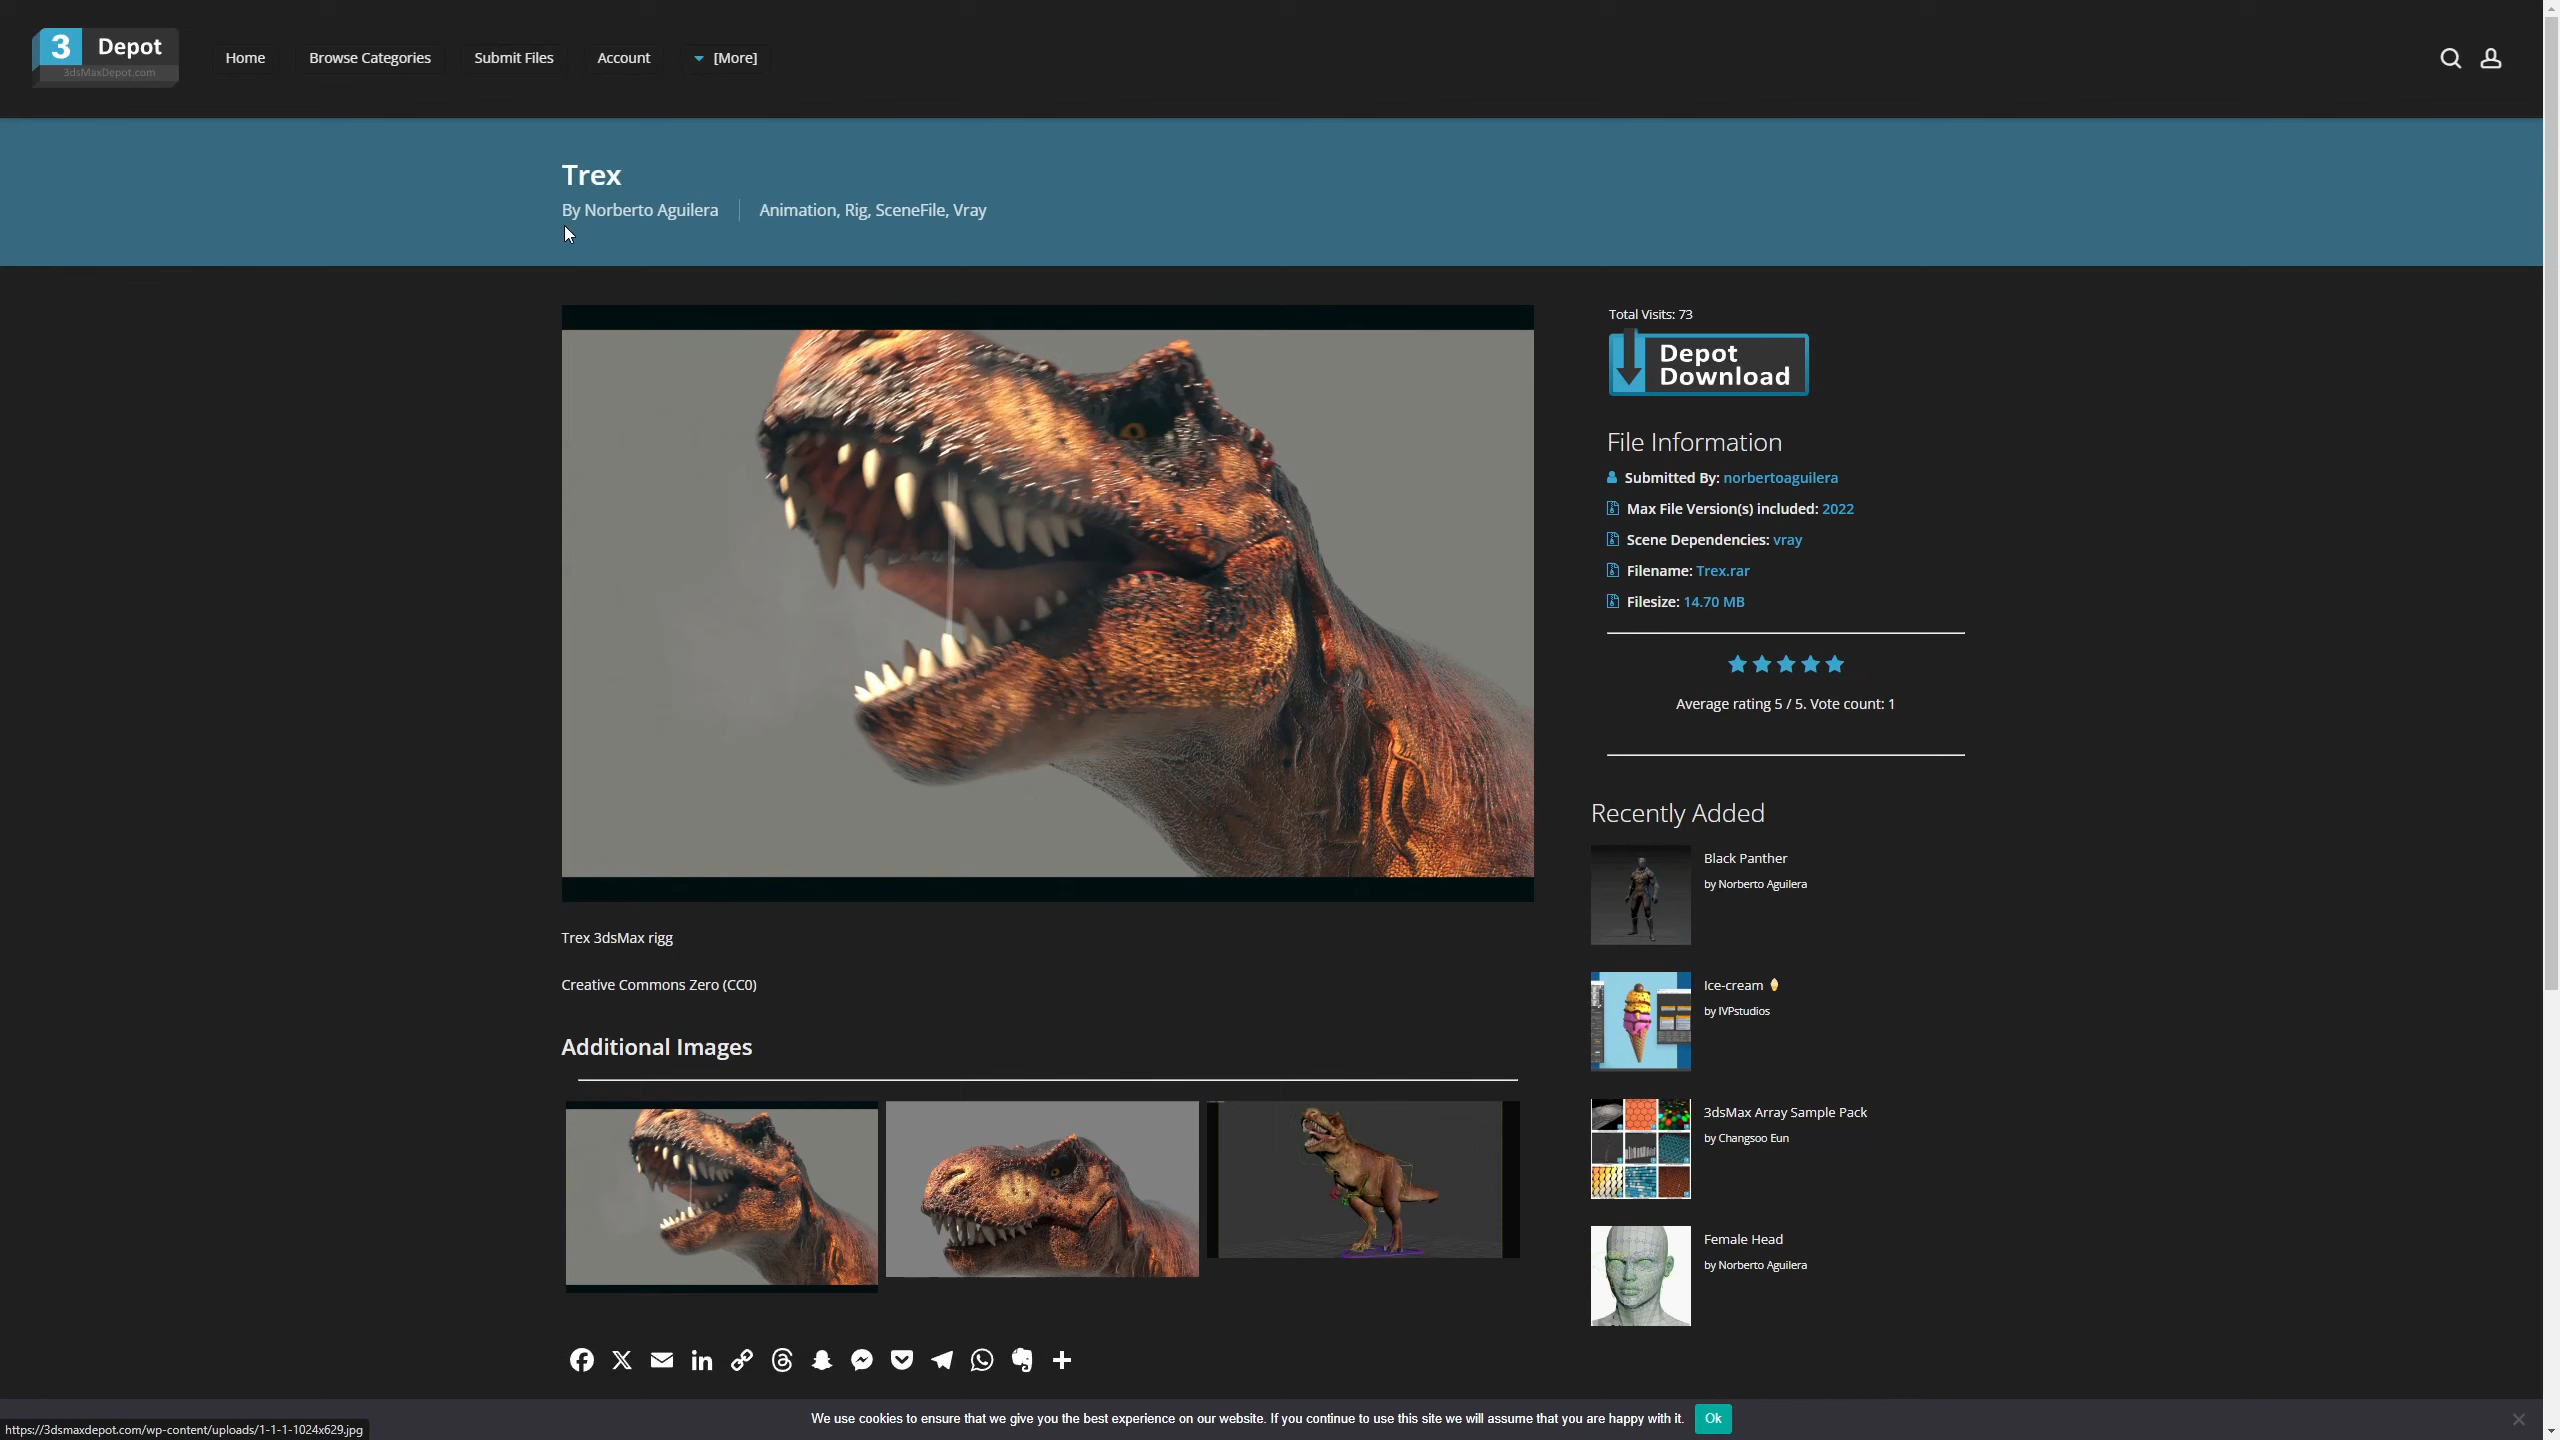 3 Depot
3dsMaxDepot.com
Home
Browse Categories
Submit Files
Account
[More]
Trex
By Norberto Aguilera
Animation, Rig, SceneFile, Vray
Total Visits: 73
Depot
Download
File Information
Submitted By: norbertoaguilera
Max File Version(s) included: 2022
Scene Dependencies: vray
Filename: Trex.rar
Filesize: 14.70 MB
Average rating 5 / 5. Vote count: 1
Recently Added
Black Panther
by Norberto Aguilera
Ice-cream
by IVPstudios
3dsMax Array Sample Pack
by Changsoo Eun
Female Head
by Norberto Aguilera
Trex 3dsMax rigg
Creative Commons Zero (CC0)
Additional Images
We use cookies to ensure that we give you the best experience on our website. If you continue to use this site we will assume that you are happy with it.
Ok
https://3dsmaxdepot.com/wp-content/uploads/1-1-1-1024x629.jpg